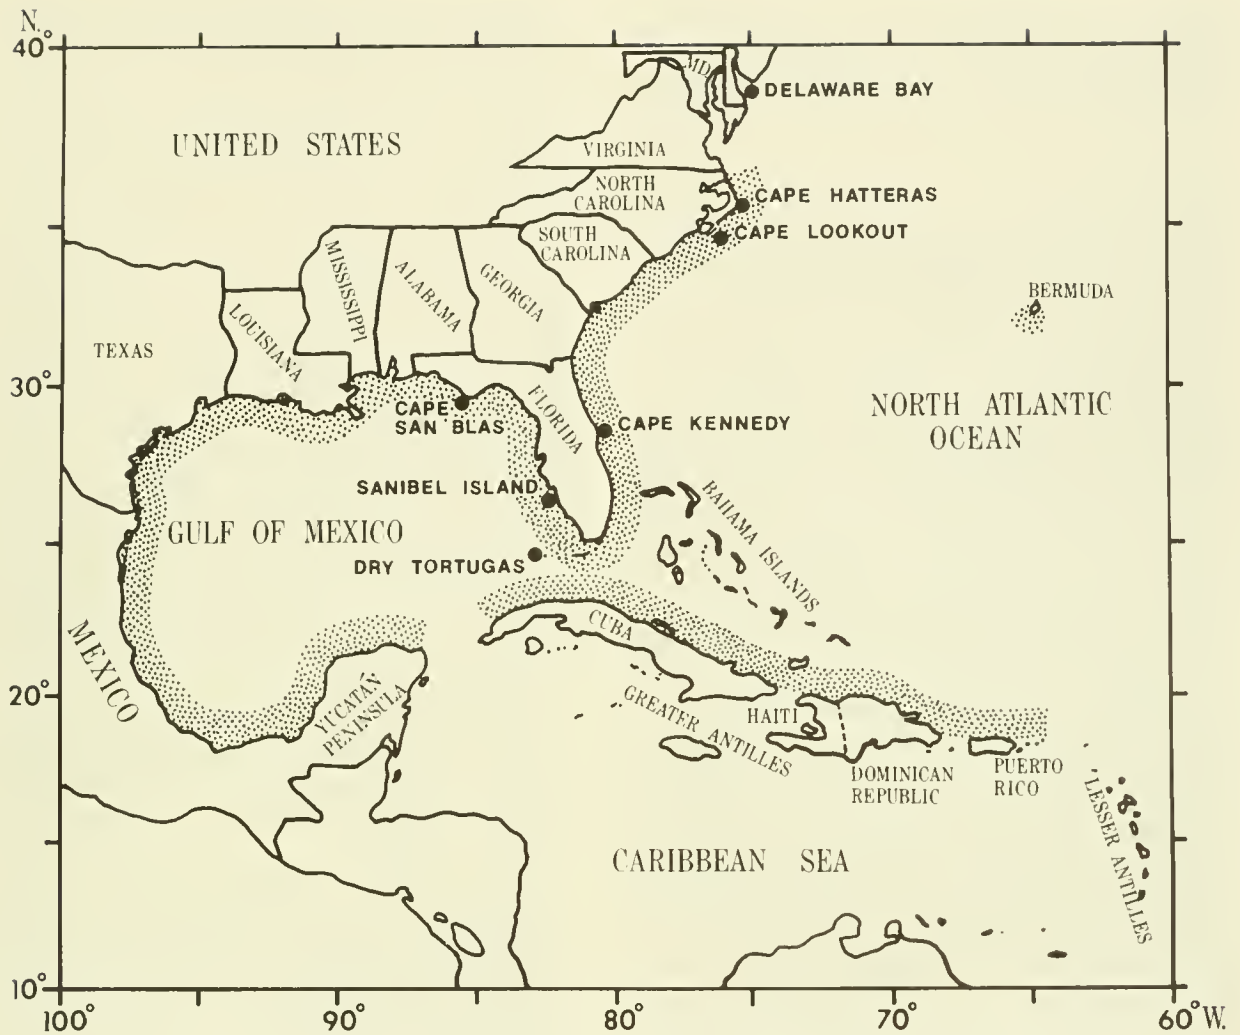 N.
40°
MD.
DELAWARE BAY
UNITED STATES
VIRGINIA
NORTH
CAROLINA
CAPE HATTERAS
SOUTH
CAROLINA
CAPE LOOKOUT
MISSISSIPPI
ALABAMA
GEORGIA
BERMUDA
LOUISIANA
TEXAS
30°
CAPE
SAN BLAS
FLORIDA
CAPE KENNEDY
NORTH ATLANTIC
OCEAN
SANIBEL ISLAND
BAHAMA ISLANDS
GULF OF MEXICO
DRY TORTUGAS
CUBA
MEXICO
20°
YUCATÁN
PENINSULA
GREATER ANTILLES
HAITI
DOMINICAN
REPUBLIC
PUERTO
RICO
LESSER ANTILLES
CARIBBEAN SEA
10°
100°
90°
80°
70°
60°W.